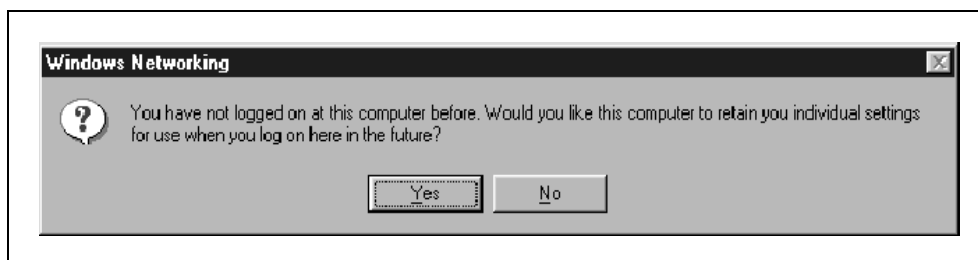 Windows Networking
You have not logged on at this computer before. Would you like this computer to retain you individual settings
for use when you log on here in the future?
Yes
No